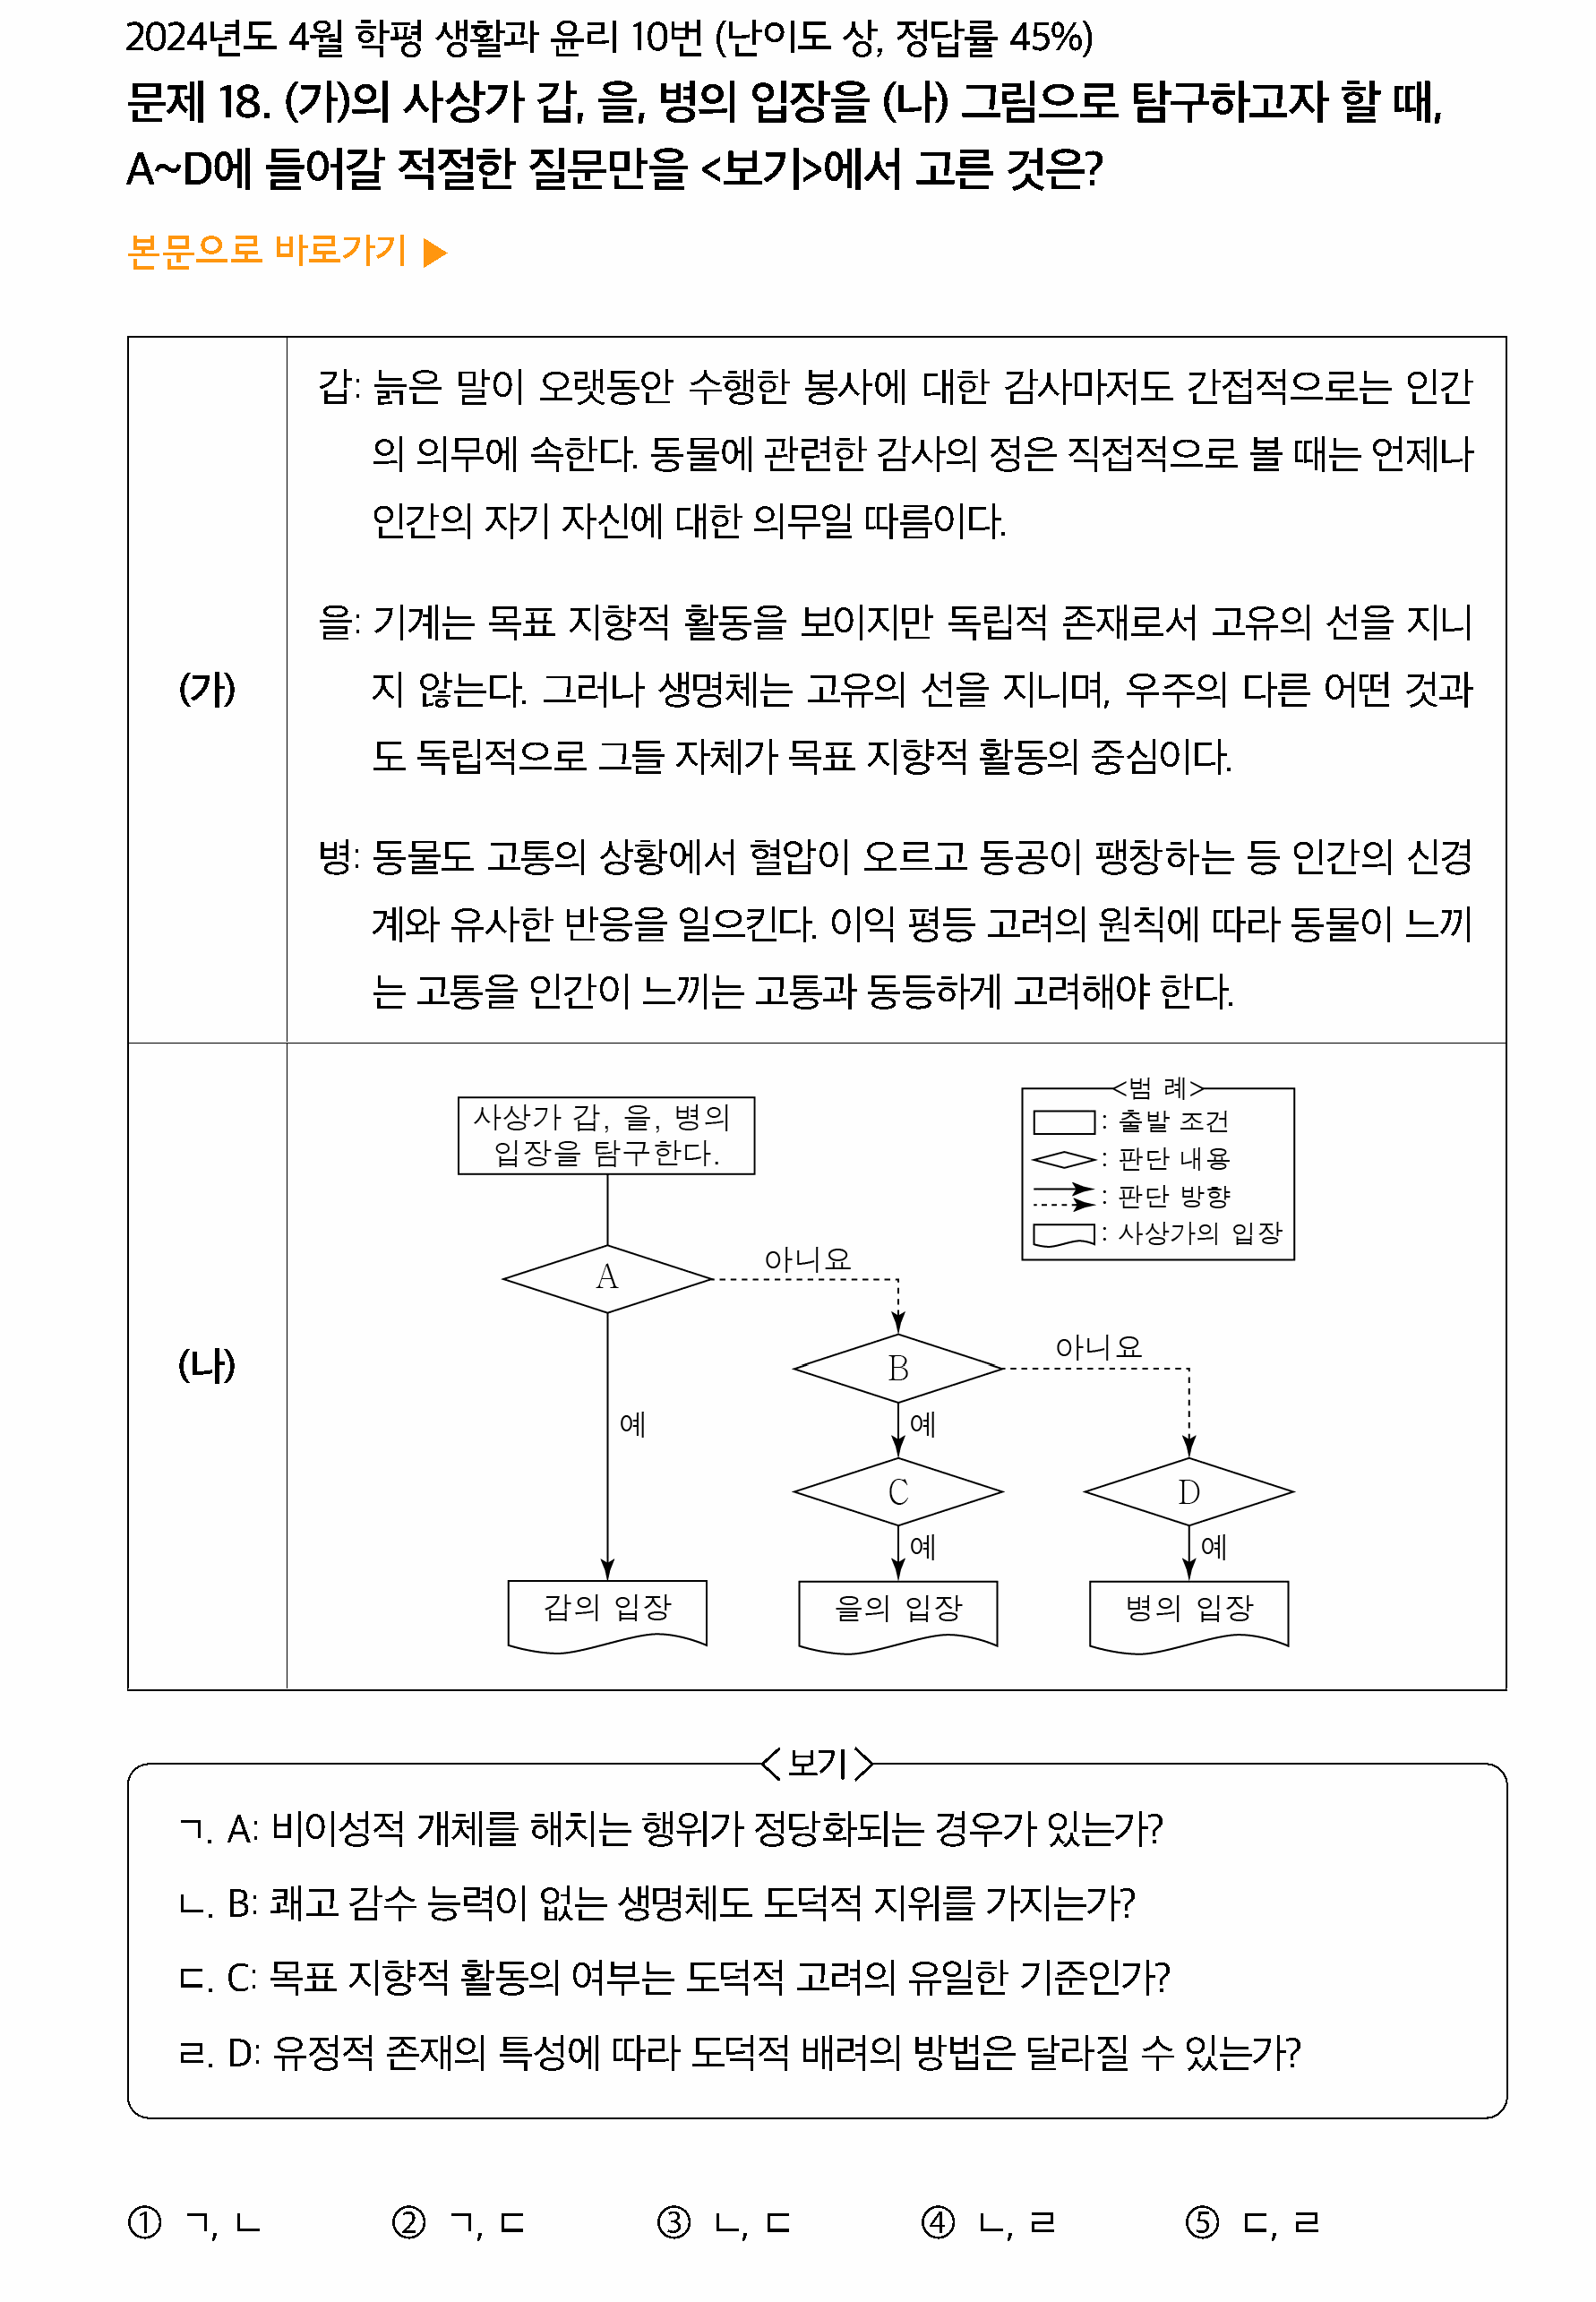 2024년도 4월 학평 생활과 윤리 10번 (난이도 상, 정답률 45%)
문제 18. (가)의 사상가 갑, 을, 병의 입장을 (나) 그림으로 탐구하고자 할 때,
A~D에 들어갈 적절한 질문만을 <보기>에서 고른 것은?
본문으로 바로가기 ▶
(가)
갑: 늙은 말이 오랫동안 수행한 봉사에 대한 감사마저도 간접적으로는 인간
의 의무에 속한다. 동물에 관련한 감사의 정은 직접적으로 볼 때는 언제나
인간의 자기 자신에 대한 의무일 따름이다.
을: 기계는 목표 지향적 활동을 보이지만 독립적 존재로서 고유의 선을 지니
지 않는다. 그러나 생명체는 고유의 선을 지니며, 우주의 다른 어떤 것과
도 독립적으로 그들 자체가 목표 지향적 활동의 중심이다.
병: 동물도 고통의 상황에서 혈압이 오르고 동공이 팽창하는 등 인간의 신경
계와 유사한 반응을 일으킨다. 이익 평등 고려의 원칙에 따라 동물이 느끼
는 고통을 인간이 느끼는 고통과 동등하게 고려해야 한다.
(나)
사상가 갑, 을, 병의
입장을 탐구한다.
<범 례>
: 출발 조건
: 판단 내용
: 판단 방향
: 사상가의 입장
A
아니요
B
아니요
예
예
C
D
예
예
갑의 입장
을의 입장
병의 입장
<보기>
ㄱ. A: 비이성적 개체를 해치는 행위가 정당화되는 경우가 있는가?
ㄴ. B: 쾌고 감수 능력이 없는 생명체도 도덕적 지위를 가지는가?
ㄷ. C: 목표 지향적 활동의 여부는 도덕적 고려의 유일한 기준인가?
ㄹ. D: 유정적 존재의 특성에 따라 도덕적 배려의 방법은 달라질 수 있는가?
① ㄱ, ㄴ ② ㄱ, ㄷ ③ ㄴ, ㄷ ④ ㄴ, ㄹ ⑤ ㄷ, ㄹ